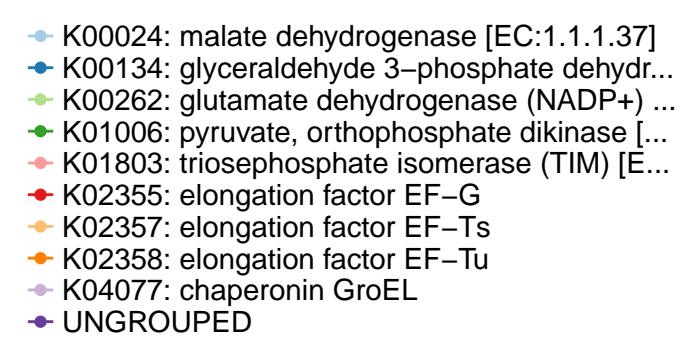 K00024: malate dehydrogenase [EC:1.1.1.37]
K00134: glyceraldehyde 3−phosphate dehydr...
K00262: glutamate dehydrogenase (NADP+) ...
K01006: pyruvate, orthophosphate dikinase [...
K01803: triosephosphate isomerase (TIM) [E...
K02355: elongation factor EF−G
K02357: elongation factor EF−Ts
K02358: elongation factor EF−Tu
K04077: chaperonin GroEL
UNGROUPED